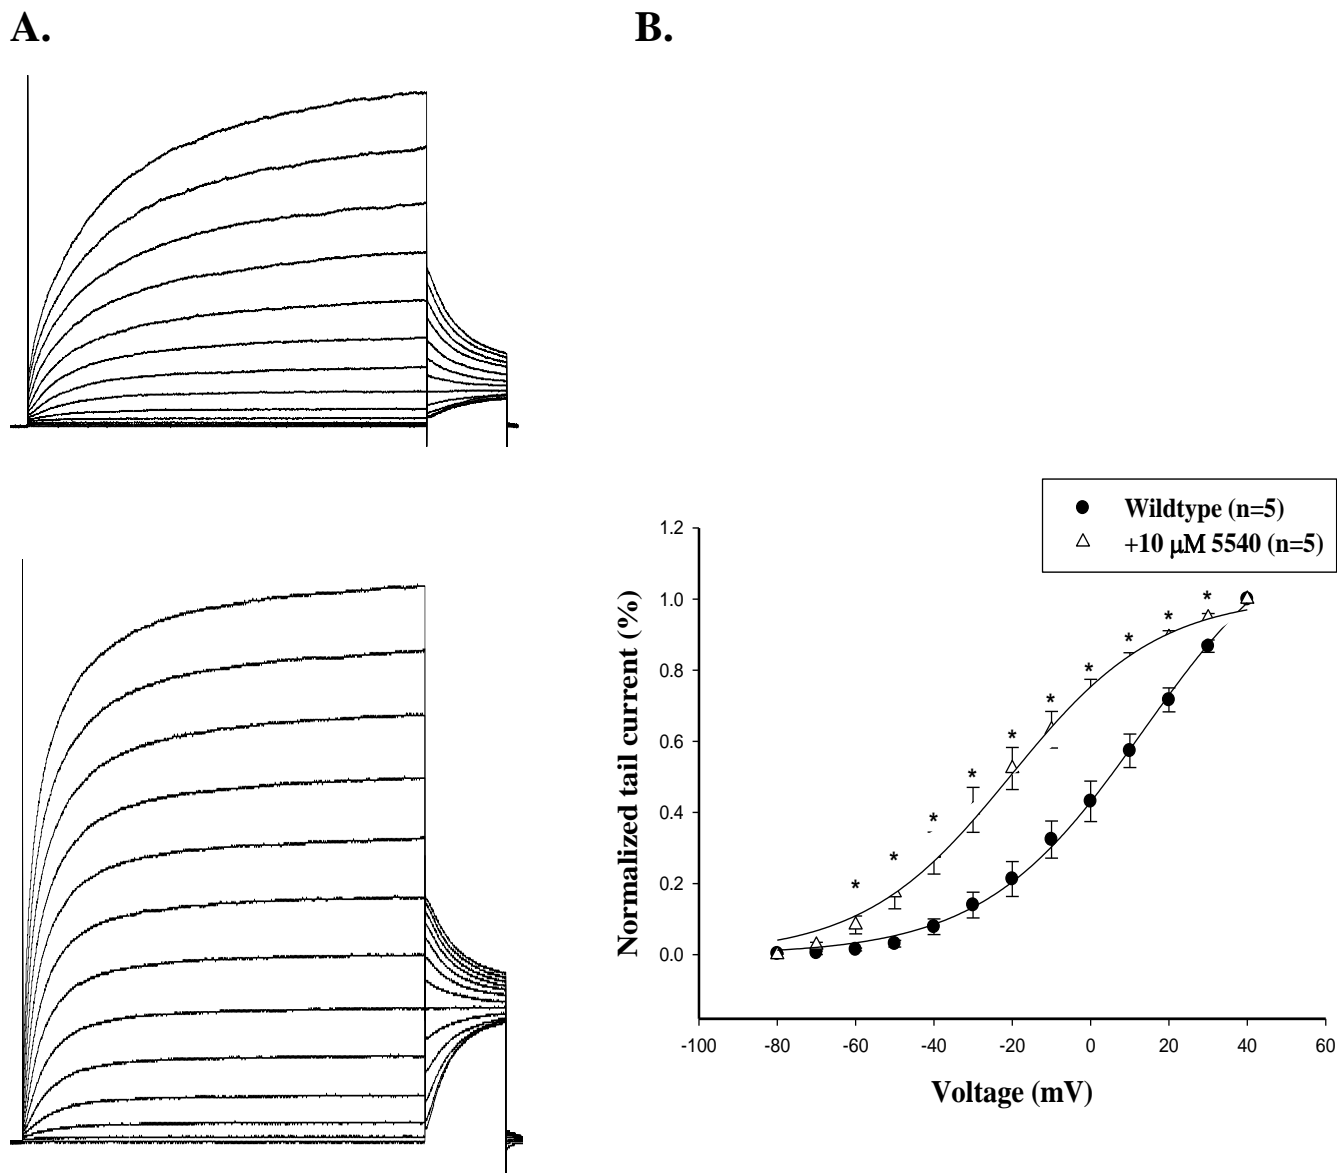 A.
B.
Wildtype (n=5)
+10 μM 5540 (n=5)
Normalized tail current (%)
1.2
1.0
0.8
0.6
0.4
0.2
0.0
* * * * * * * * * *
-100 -80 -60 -40 -20 0 20 40 60
Voltage (mV)